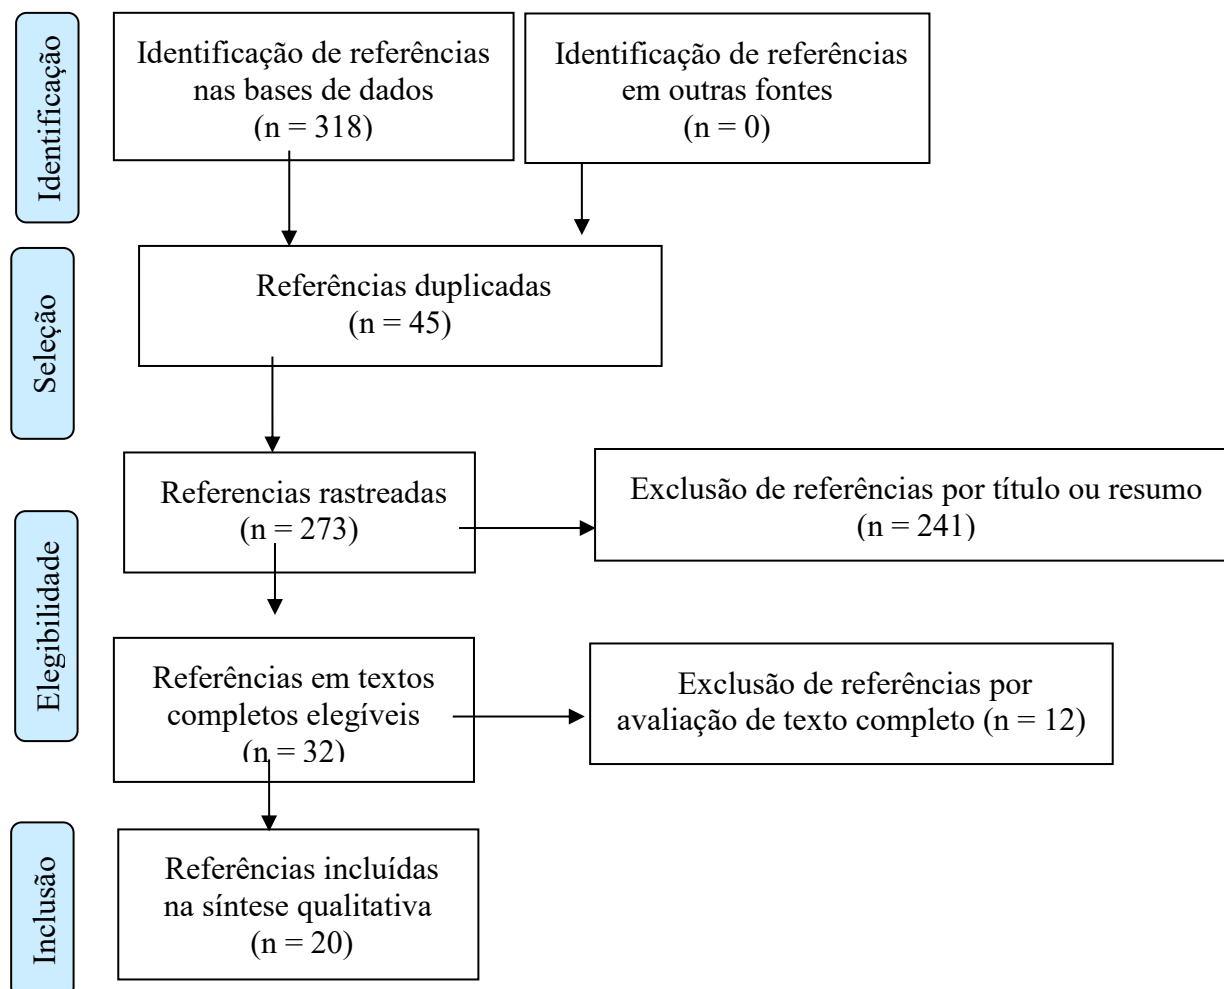 Identificação
Identificação de referências
nas bases de dados
(n = 318)
Identificação de referências
em outras fontes
(n = 0)
Seleção
Referências duplicadas
(n = 45)
Elegibilidade
Referencias rastreadas
(n = 273)
Exclusão de referências por título ou resumo
(n = 241)
Referências em textos
completos elegíveis
(n = 32)
Exclusão de referências por
avaliação de texto completo (n = 12)
Inclusão
Referências incluídas
na síntese qualitativa
(n = 20)